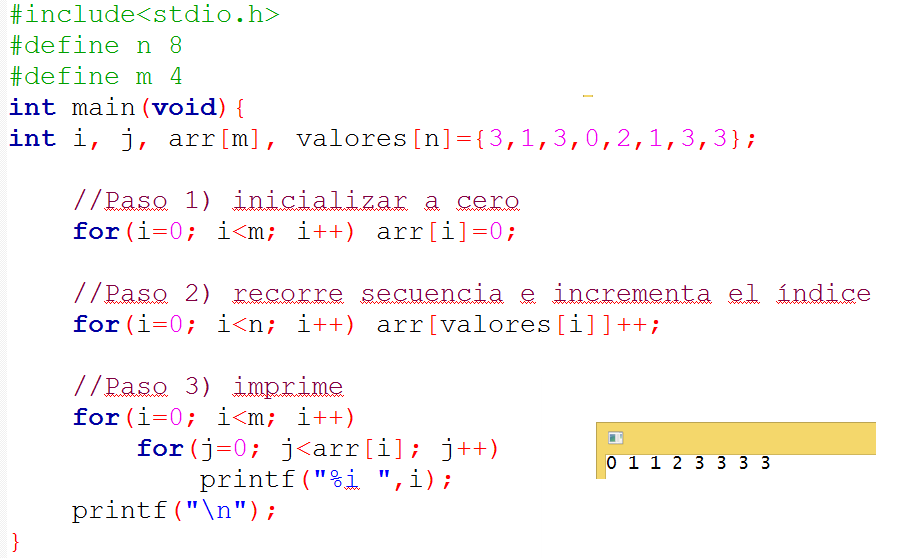 #include<stdio.h>
#define n 8
#define m 4
int main(void){
int i, j, arr[m], valores[n]={3,1,3,0,2,1,3,3};
//Paso 1) inicializar a cero
for(i=0; i<m; i++) arr[i]=0;
//Paso 2) recorre secuencia e incrementa el índice
for(i=0; i<n; i++) arr[valores[i]]++;
//Paso 3) imprime
for(i=0; i<m; i++)
for(j=0; j<arr[i]; j++)
printf("%i ",i);
printf("\n");
}
0 1 1 2 3 3 3 3